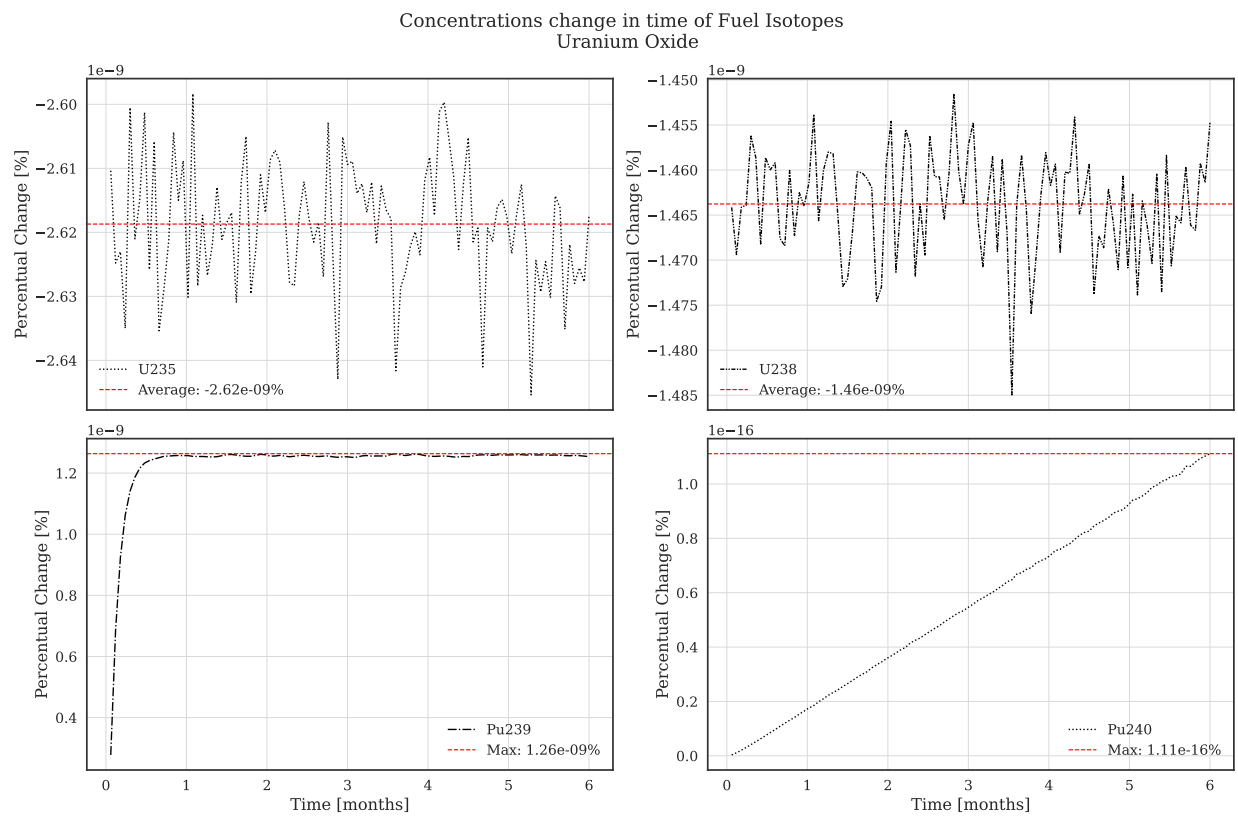 Concentrations change in time of Fuel Isotopes
Uranium Oxide
1e−9
−2.60
−2.61
−2.62
−2.63
−2.64
Percentual Change [%]
U235
Average: -2.62e-09%
1e−9
−1.450
−1.455
−1.460
−1.465
−1.470
−1.475
−1.480
−1.485
Percentual Change [%]
U238
Average: -1.46e-09%
1e−9
1.2
1.0
0.8
0.6
0.4
Percentual Change [%]
Pu239
Max: 1.26e-09%
0 1 2 3 4 5 6
Time [months]
1e−16
1.0
0.8
0.6
0.4
0.2
0.0
Percentual Change [%]
Pu240
Max: 1.11e-16%
0 1 2 3 4 5 6
Time [months]